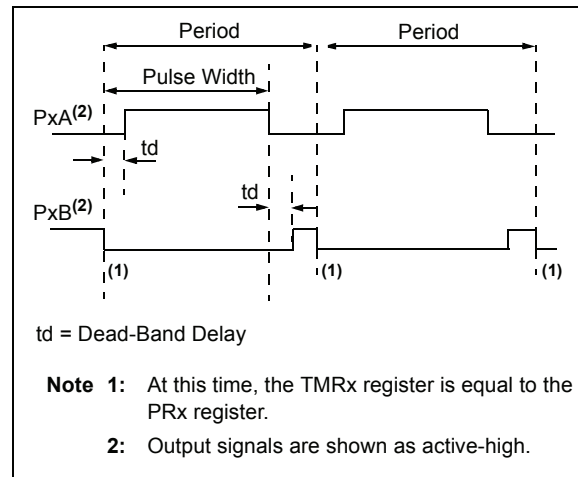 Period Period
Pulse Width
PxA(2)
td
td
PxB(2)
(1) (1) (1)
td = Dead-Band Delay
Note 1: At this time, the TMRx register is equal to the
PRx register.
2: Output signals are shown as active-high.